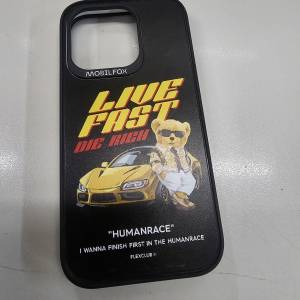 MOBILFOX
LIVE
FAST
DIE RICH
"HUMANRACE"
I WANNA FINISH FIRST IN THE HUMANRACE
FLEXCLUB ®